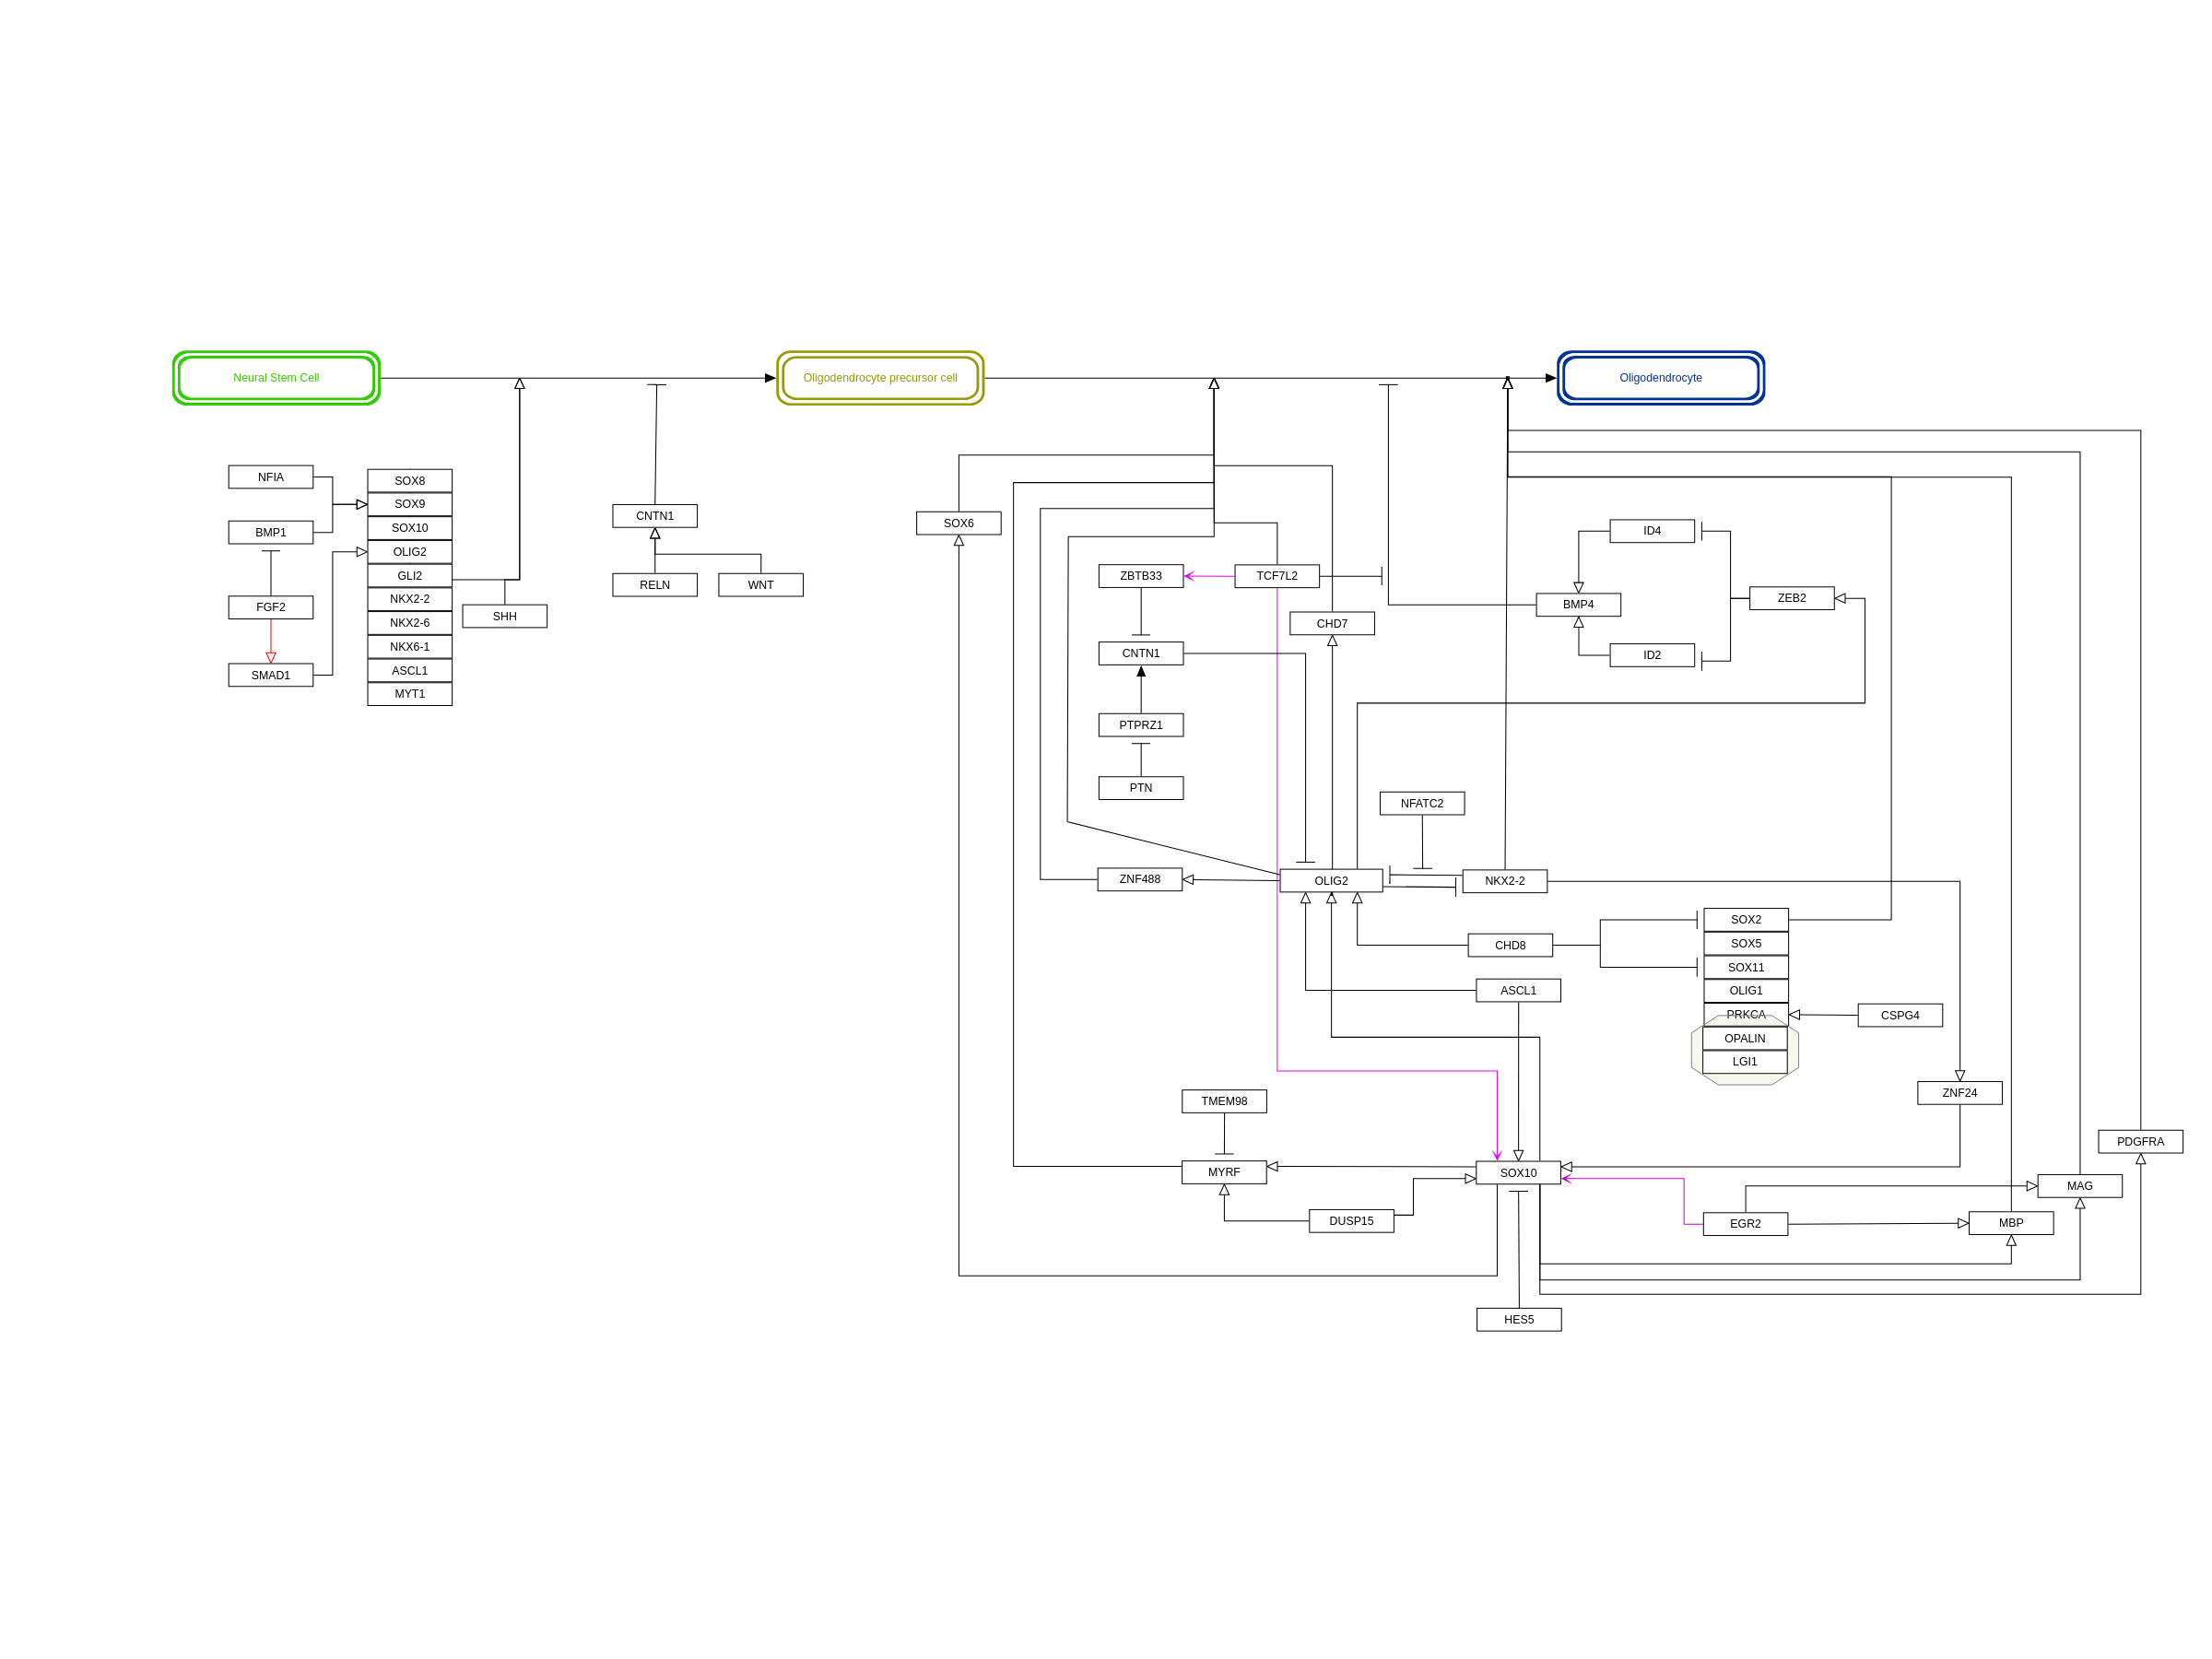 Neural Stem Cell
Oligodendrocyte precursor cell
Oligodendrocyte
NFIA
BMP1
FGF2
SMAD1
SOX8
SOX9
SOX10
OLIG2
GLI2
NKX2-2
NKX2-6
NKX6-1
ASCL1
MYT1
SHH
CNTN1
RELN
WNT
SOX6
ZBTB33
TCF7L2
CHD7
CNTN1
PTPRZ1
PTN
ID4
BMP4
ZEB2
ID2
NFATC2
ZNF488
OLIG2
NKX2-2
CHD8
ASCL1
SOX2
SOX5
SOX11
OLIG1
PRKCA
OPALIN
LGI1
CSPG4
ZNF24
TMEM98
MYRF
SOX10
DUSP15
EGR2
PDGFRA
MAG
MBP
HES5